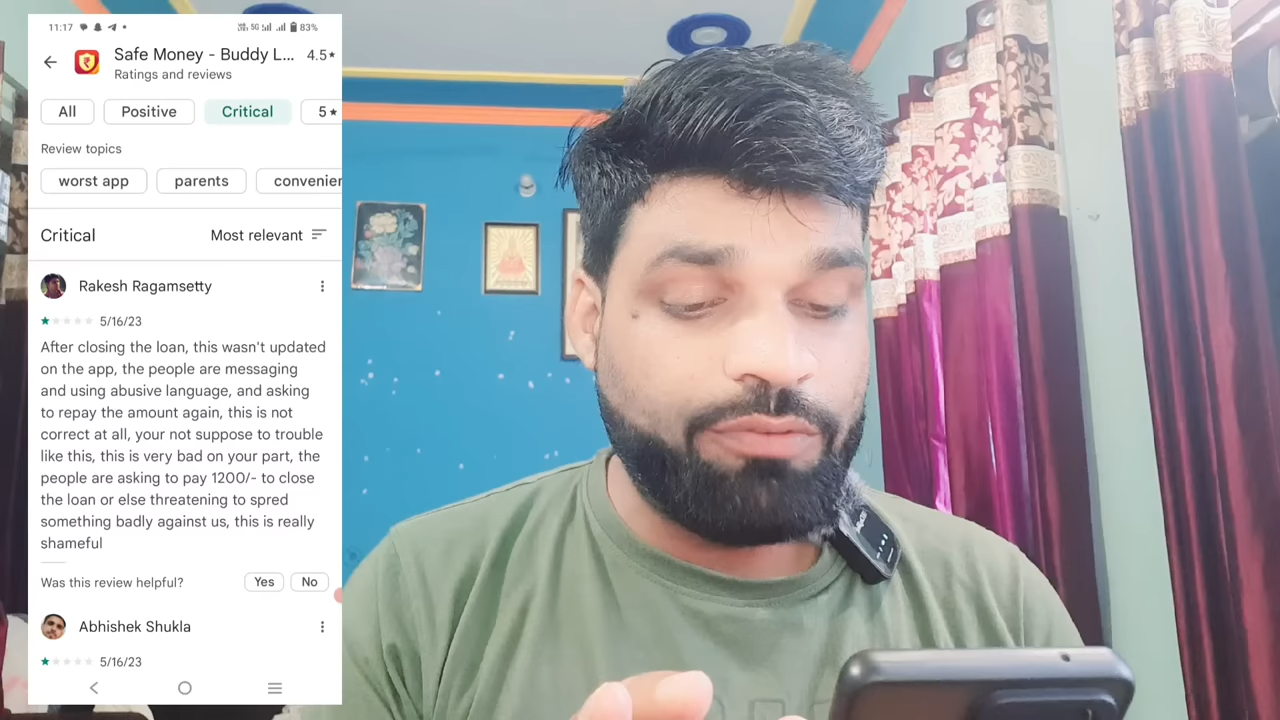 11:17
5G
83%
Safe Money - Buddy L...
4.5★
Ratings and reviews
All
Positive
Critical
5★
Review topics
worst app
parents
convenien
Critical
Most relevant
Rakesh Ragamsetty
5/16/23
After closing the loan, this wasn't updated
on the app, the people are messaging
and using abusive language, and asking
to repay the amount again, this is not
correct at all, your not suppose to trouble
like this, this is very bad on your part, the
people are asking to pay 1200/- to close
the loan or else threatening to spred
something badly against us, this is really
shameful
Was this review helpful?
Yes
No
Abhishek Shukla
5/16/23